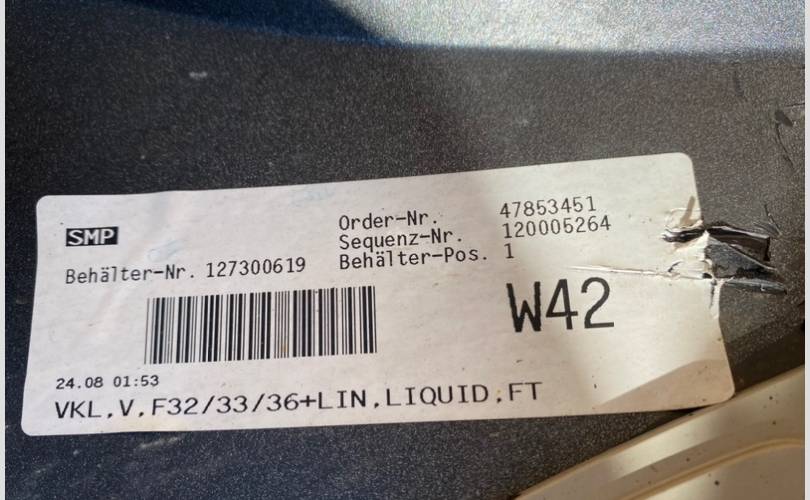 SMP
Order-Nr. 47853451
Sequenz-Nr. 120005264
Behälter-Nr. 127300619
Behälter-Pos. 1
W42
24.08 01:53
VKL,V,F32/33/36+LIN,LIQUID,FT